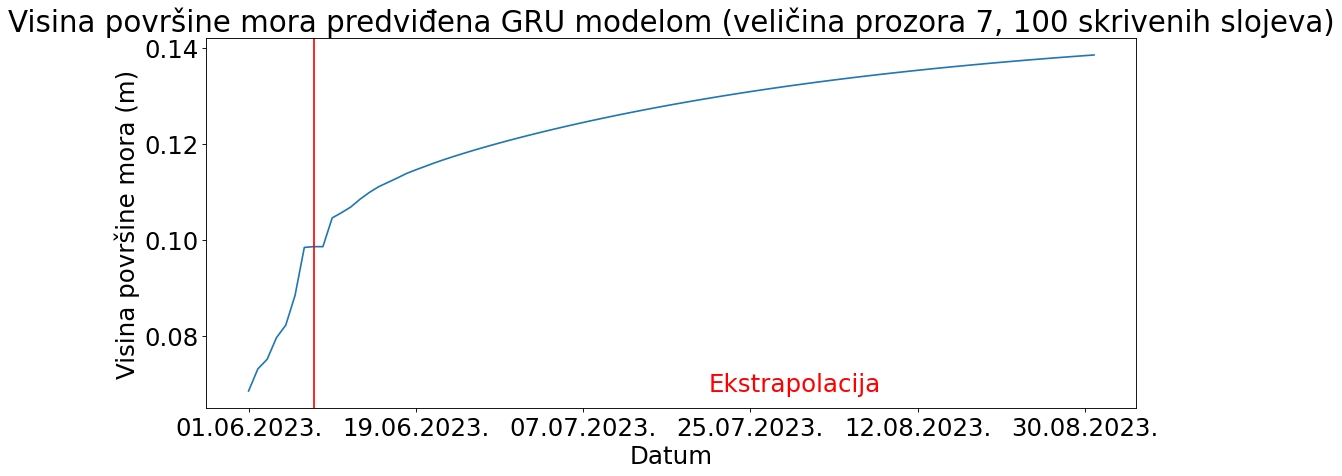 Visina površine mora predviđena GRU modelom (veličina prozora 7, 100 skrivenih slojeva)
Visina površine mora (m)
0.14
0.12
0.10
0.08
Ekstrapolacija
01.06.2023. 19.06.2023. 07.07.2023. 25.07.2023. 12.08.2023. 30.08.2023.
Datum